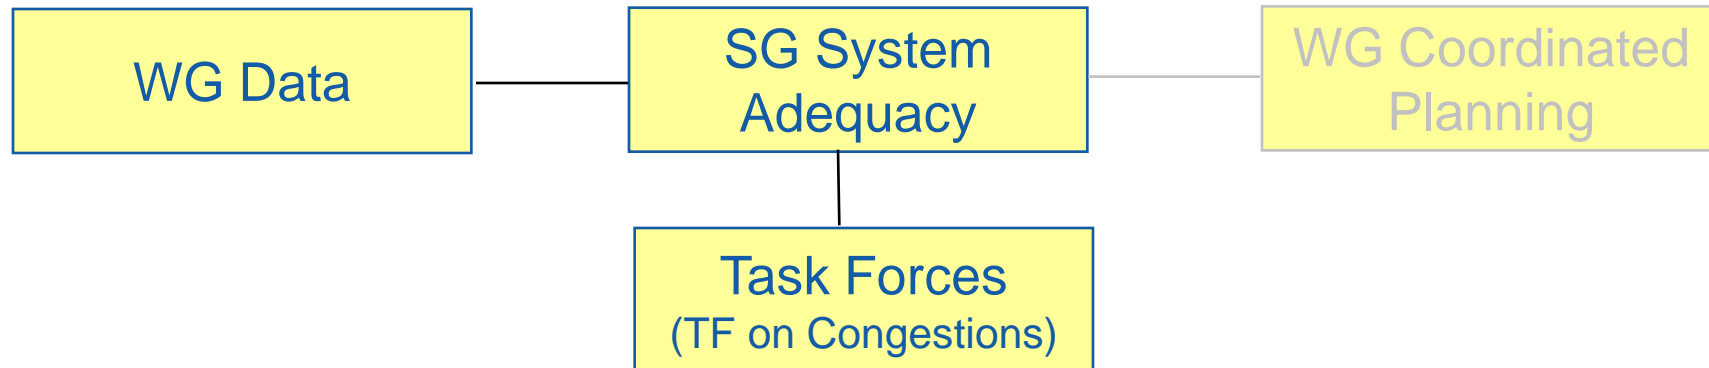 WG Data
SG System
Adequacy
WG Coordinated
Planning
Task Forces
(TF on Congestions)